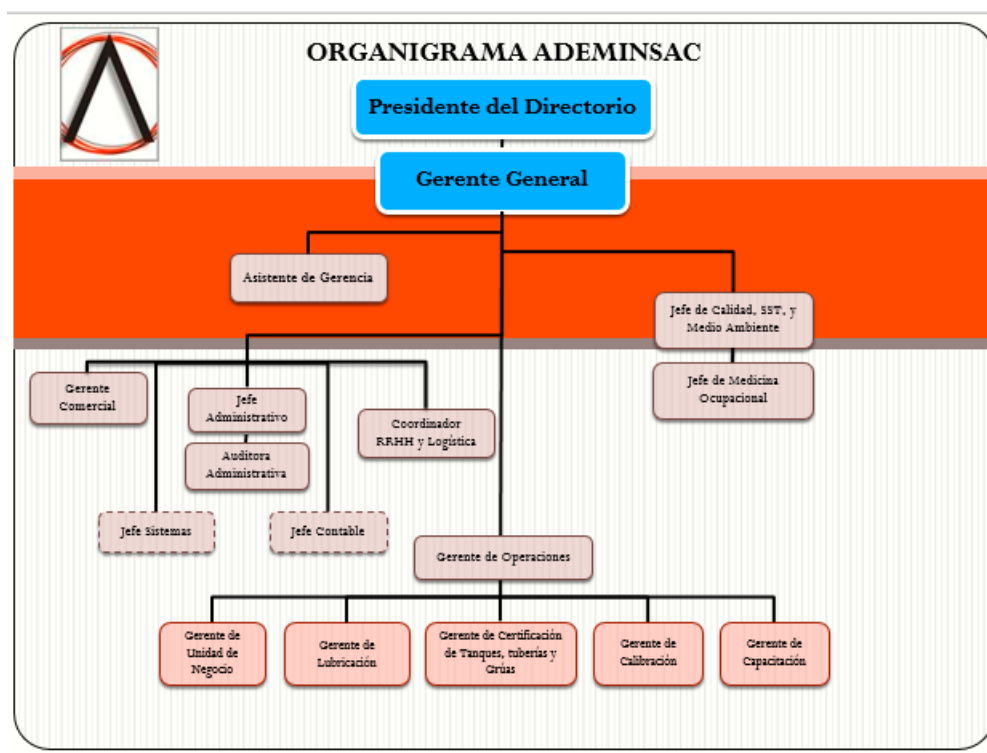 ORGANIGRAMA ADEMINSAC
Presidente del Directorio
Gerente General
Asistente de Gerencia
Jefe de Calidad, SST, y
Medio Ambiente
Jefe de Medicina
Ocupacional
Gerente
Comercial
Jefe
Administrativo
Auditora
Administrativa
Coordinador
RRHH y Logística
Jefe Sistemas
Jefe Contable
Gerente de Operaciones
Gerente de
Unidad de
Negocio
Gerente de
Lubricación
Gerente de Certificación
de Tanques, tuberías y
Grúas
Gerente de
Calibración
Gerente de
Capacitación